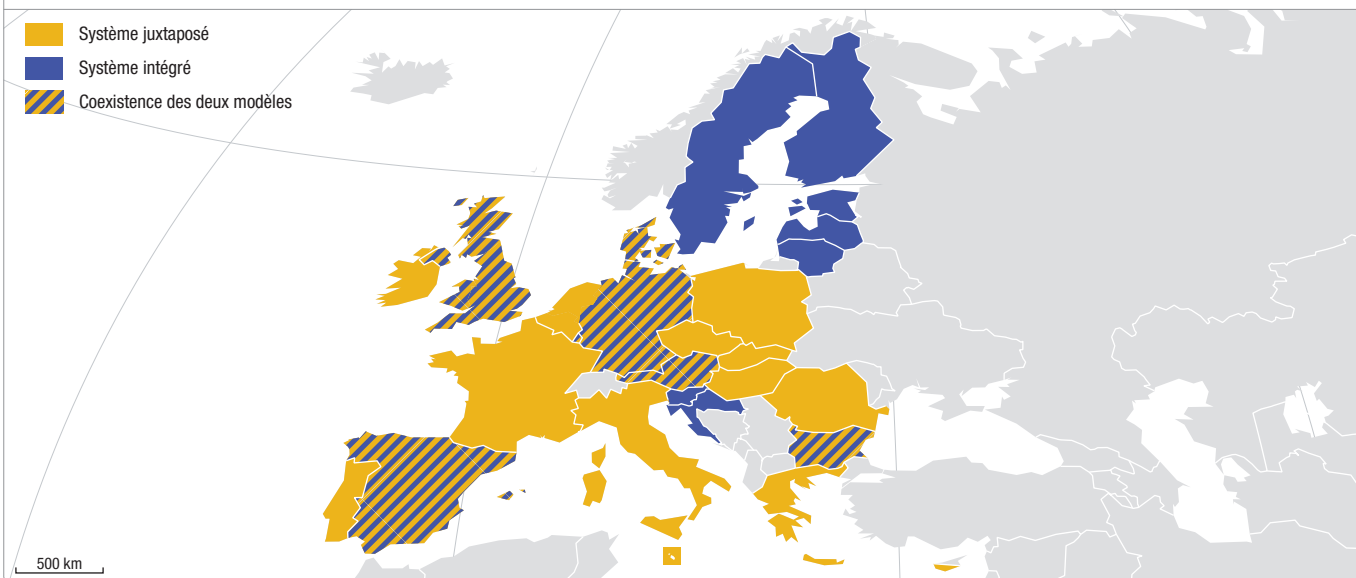 Système juxtaposé
Système intégré
Coexistence des deux modèles
500 km